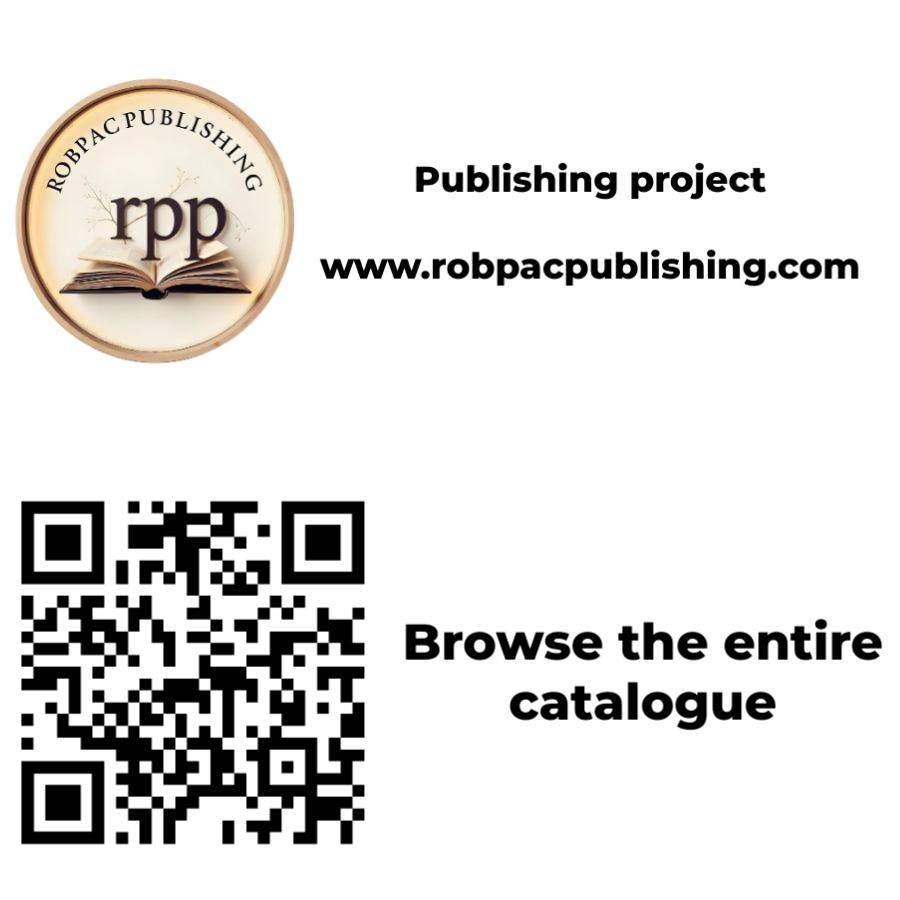 ROBPAC PUBLISHING
rpp
Publishing project
www.robpacpublishing.com
Browse the entire
catalogue